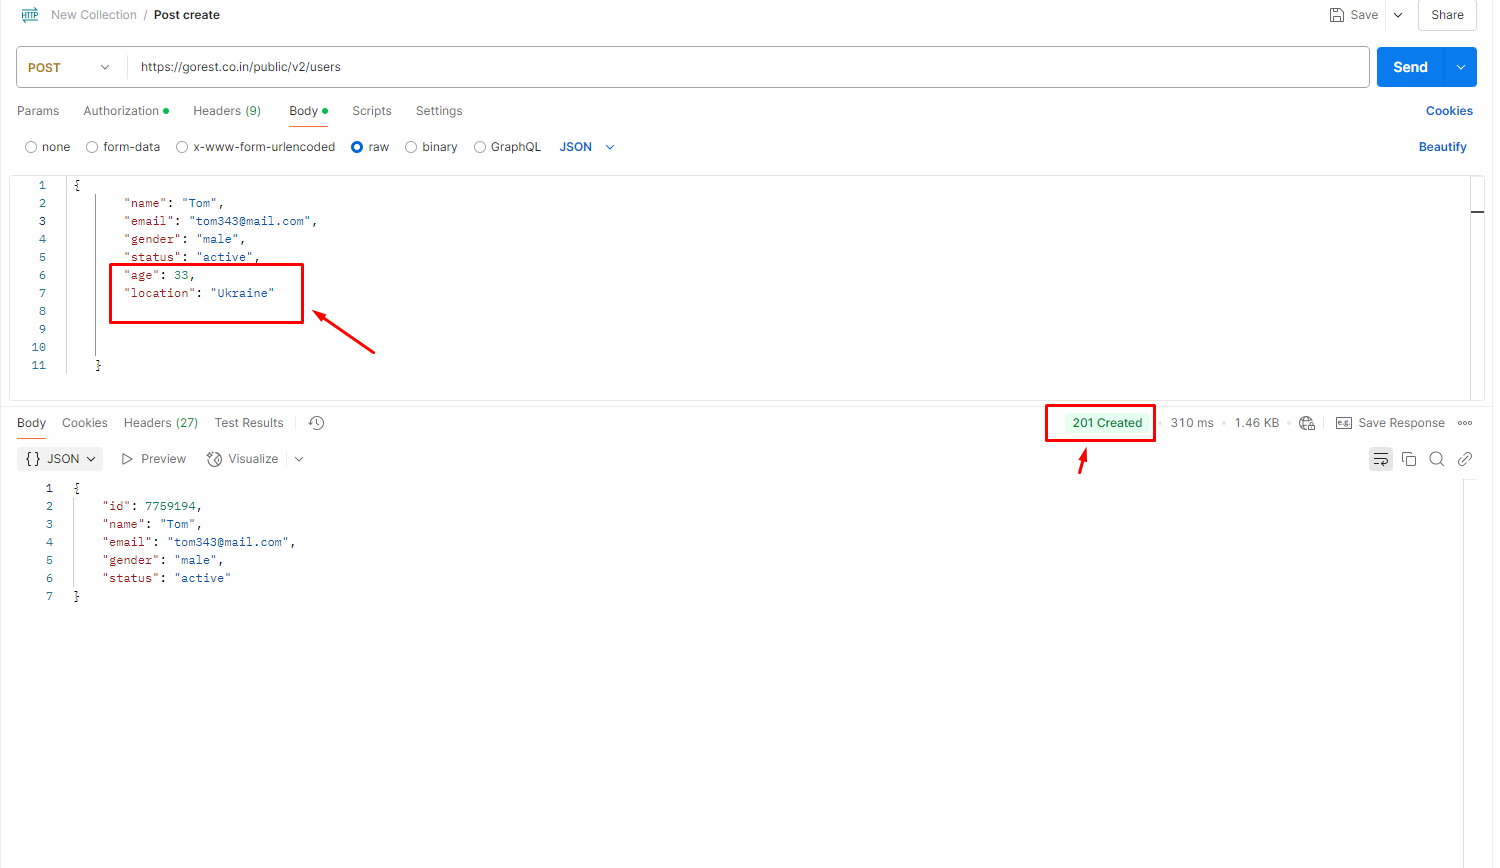 HTTP New Collection / Post create Save Share
POST https://gorest.co.in/public/v2/users Send
Params Authorization Headers (9) Body Scripts Settings Cookies
none form-data x-www-form-urlencoded raw binary GraphQL JSON Beautify
1 {
2 "name": "Tom",
3 "email": "tom343@mail.com",
4 "gender": "male",
5 "status": "active",
6 "age": 33,
7 "location": "Ukraine"
8
9
10
11 }
Body Cookies Headers (27) Test Results 201 Created 310 ms 1.46 KB e.g. Save Response
{} JSON Preview Visualize
1 {
2 "id": 7759194,
3 "name": "Tom",
4 "email": "tom343@mail.com",
5 "gender": "male",
6 "status": "active"
7 }